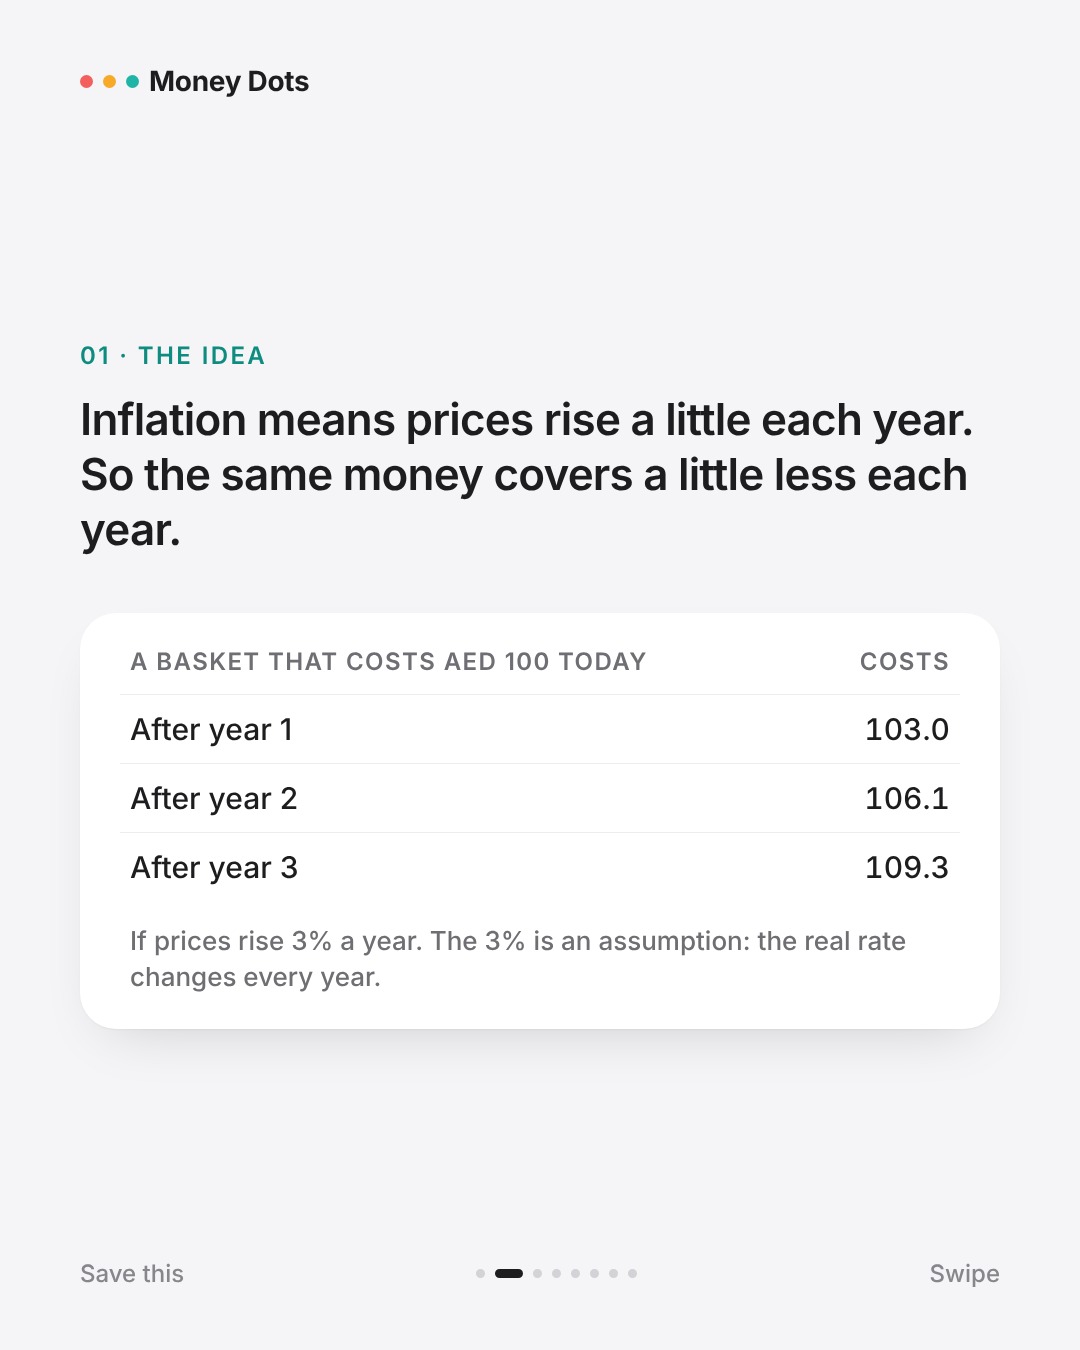 Money Dots
01 · THE IDEA
Inflation means prices rise a little each year.
So the same money covers a little less each
year.
A BASKET THAT COSTS AED 100 TODAY COSTS
After year 1 103.0
After year 2 106.1
After year 3 109.3
If prices rise 3% a year. The 3% is an assumption: the real rate
changes every year.
Save this Swipe